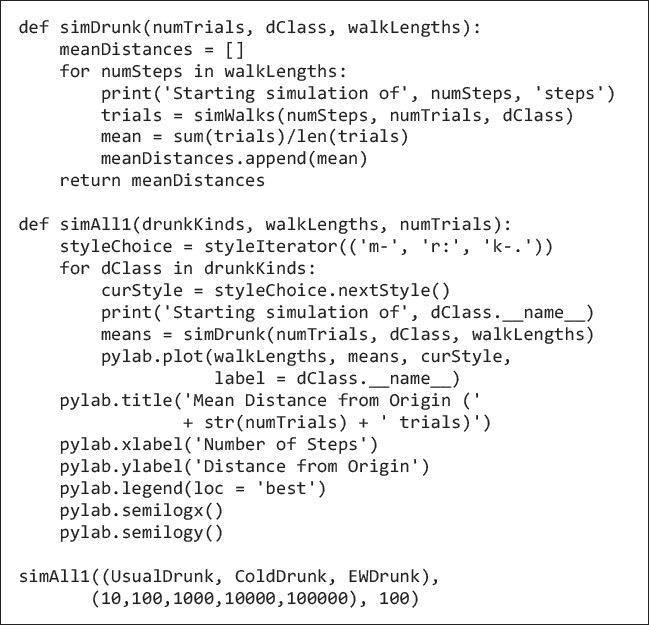 def simDrunk(numTrials, dClass, walkLengths):
    meanDistances = []
    for numSteps in walkLengths:
        print('Starting simulation of', numSteps, 'steps')
        trials = simWalks(numSteps, numTrials, dClass)
        mean = sum(trials)/len(trials)
        meanDistances.append(mean)
    return meanDistances

def simAll1(drunkKinds, walkLengths, numTrials):
    styleChoice = styleIterator(('m-', 'r:', 'k-.'))
    for dClass in drunkKinds:
        curStyle = styleChoice.nextStyle()
        print('Starting simulation of', dClass.__name__)
        means = simDrunk(numTrials, dClass, walkLengths)
        pylab.plot(walkLengths, means, curStyle,
                   label = dClass.__name__)
    pylab.title('Mean Distance from Origin ('
                + str(numTrials) + ' trials)')
    pylab.xlabel('Number of Steps')
    pylab.ylabel('Distance from Origin')
    pylab.legend(loc = 'best')
    pylab.semilogx()
    pylab.semilogy()

simAll1((UsualDrunk, ColdDrunk, EWDrunk),
       (10,100,1000,10000,100000), 100)